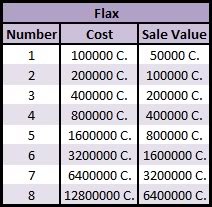 Flax
Number Cost Sale Value
1 100000 C. 50000 C.
2 200000 C. 100000 C.
3 400000 C. 200000 C.
4 800000 C. 400000 C.
5 1600000 C. 800000 C.
6 3200000 C. 1600000 C.
7 6400000 C. 3200000 C.
8 12800000 C. 6400000 C.